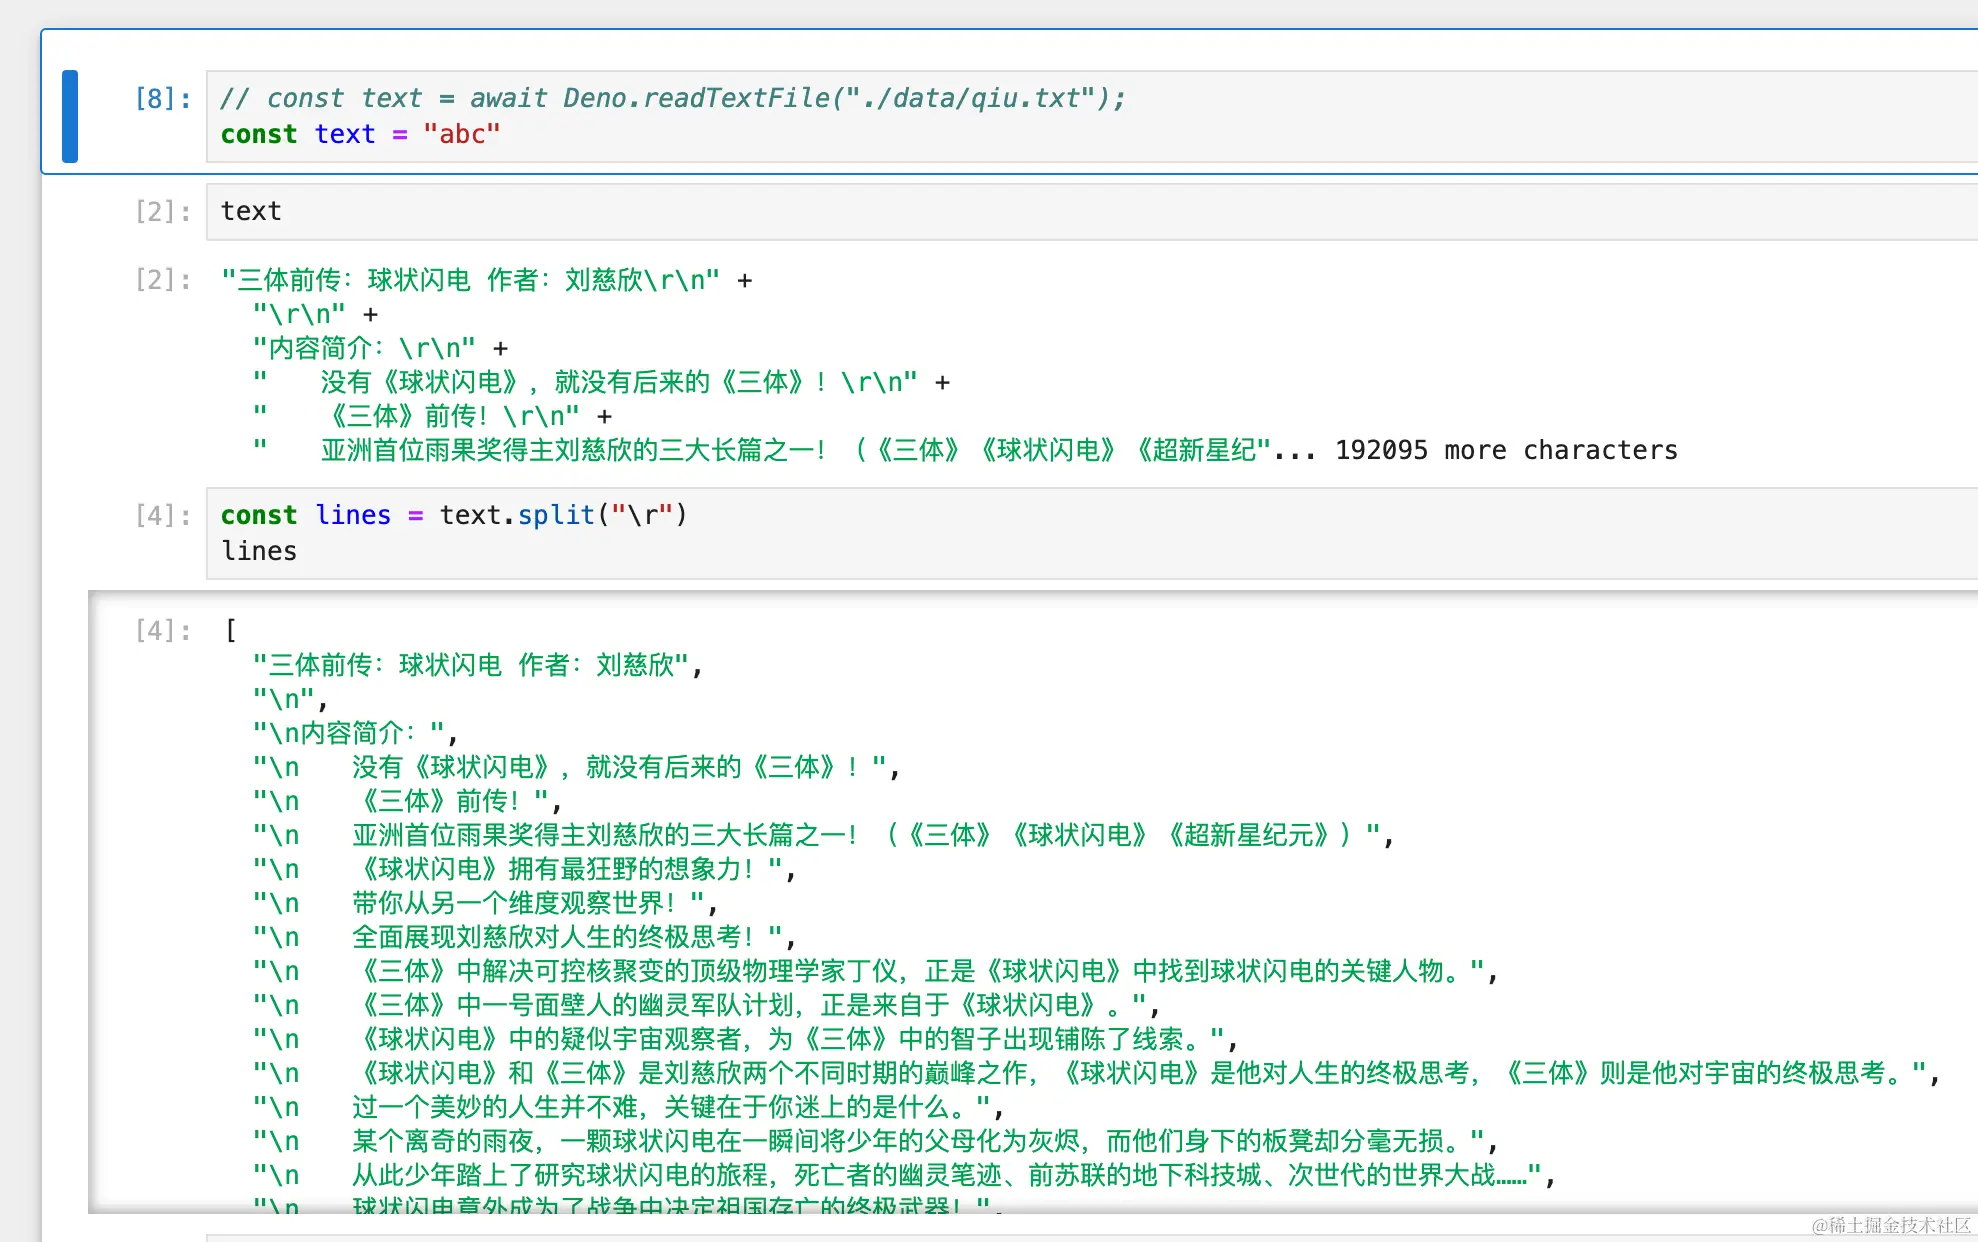 [8]: // const text = await Deno.readTextFile("./data/qiu.txt");
const text = "abc"
[2]: text
[2]: "三体前传：球状闪电 作者：刘慈欣\r\n" +
"\r\n" +
"内容简介：\r\n" +
"    没有《球状闪电》，就没有后来的《三体》！\r\n" +
"    《三体》前传！\r\n" +
"    亚洲首位雨果奖得主刘慈欣的三大长篇之一！（《三体》《球状闪电》《超新星纪"... 192095 more characters
[4]: const lines = text.split("\r")
lines
[4]: [
"三体前传：球状闪电 作者：刘慈欣",
"\n",
"\n内容简介：",
"\n    没有《球状闪电》，就没有后来的《三体》！",
"\n    《三体》前传！",
"\n    亚洲首位雨果奖得主刘慈欣的三大长篇之一！（《三体》《球状闪电》《超新星纪元》）",
"\n    《球状闪电》拥有最狂野的想象力！",
"\n    带你从另一个维度观察世界！",
"\n    全面展现刘慈欣对人生的终极思考！",
"\n    《三体》中解决可控核聚变的顶级物理学家丁仪，正是《球状闪电》中找到球状闪电的关键人物。",
"\n    《三体》中一号面壁人的幽灵军队计划，正是来自于《球状闪电》。",
"\n    《球状闪电》中的疑似宇宙观察者，为《三体》中的智子出现铺陈了线索。",
"\n    《球状闪电》和《三体》是刘慈欣两个不同时期的巅峰之作，《球状闪电》是他对人生的终极思考，《三体》则是他对宇宙的终极思考。",
"\n    过一个美妙的人生并不难，关键在于你迷上的是什么。",
"\n    某个离奇的雨夜，一颗球状闪电在一瞬间将少年的父母化为灰烬，而他们身下的板凳却分毫无损。",
"\n    从此少年踏上了研究球状闪电的旅程，死亡者的幽灵笔迹、前苏联的地下科技城、次世代的世界大战……",
"\n    球状闪电意外成为了战争中决定祖国存亡的终极武器！",
@稀土掘金技术社区